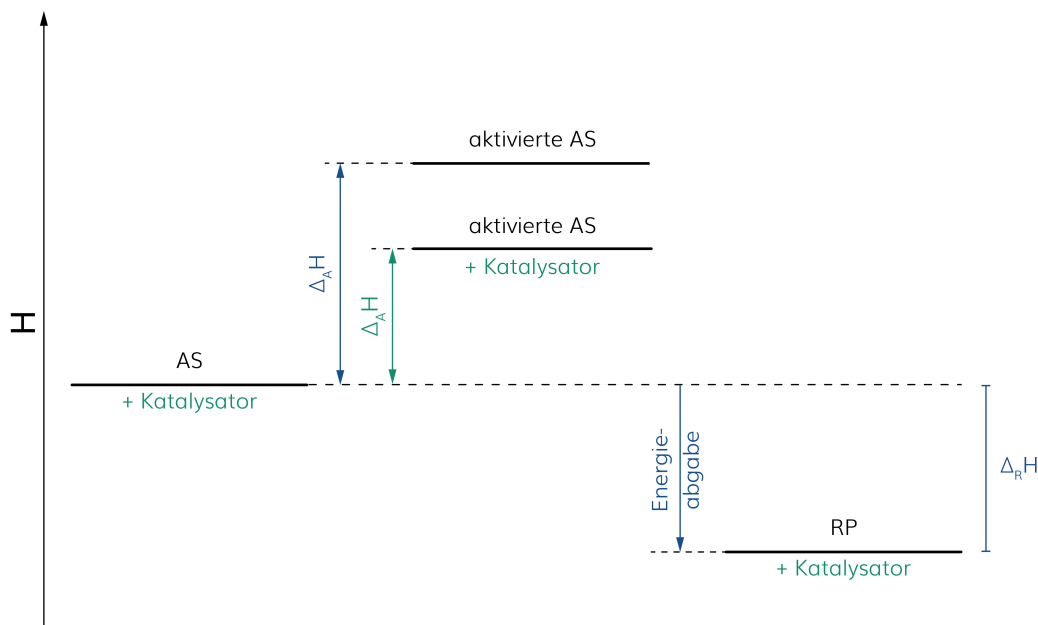 aktivierte AS
aktivierte AS
+ Katalysator
Δ_A H
Δ_A H
H
AS
+ Katalysator
Energie-
abgabe
Δ_R H
RP
+ Katalysator